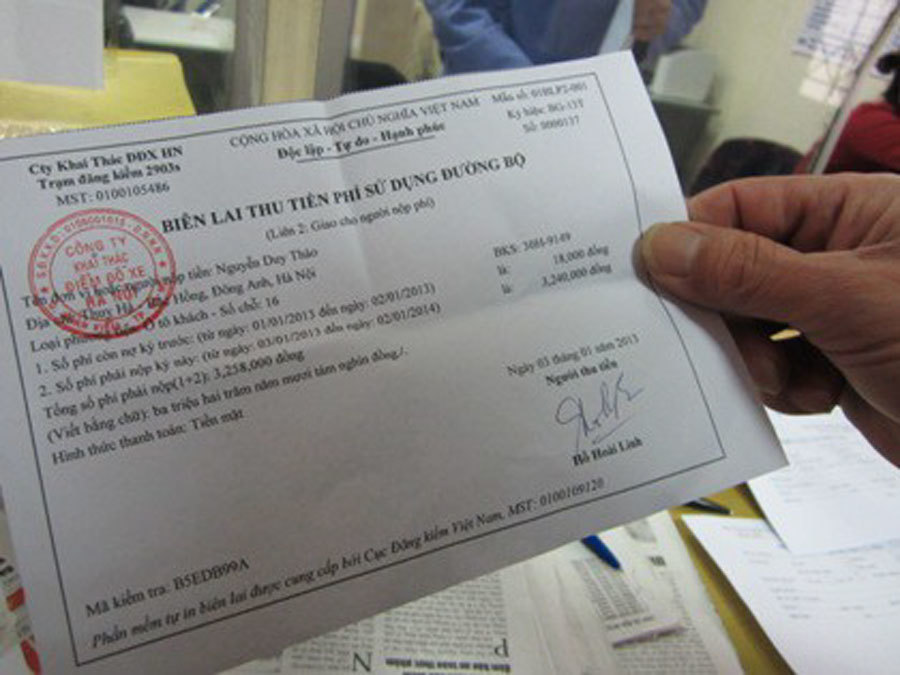 CỘNG HÒA XÃ HỘI CHỦ NGHĨA VIỆT NAM
Độc lập - Tự do - Hạnh phúc
Mẫu số: 01BLP2-001
Ký hiệu: BG-13T
Số: 0000137
Cty Khai Thác ĐĐX HN
Trạm đăng kiểm 2903s
MST: 0100105486
BIÊN LAI THU TIỀN PHÍ SỬ DỤNG ĐƯỜNG BỘ
(Liên 2: Giao cho người nộp phí)
CÔNG TY
KHAI THÁC
ĐIỂM ĐỖ XE
HÀ NỘI
Tên đơn vị hoặc người nộp tiền: Nguyễn Duy Thảo
BKS: 30H-9149
Địa Thụy Hà Hồng, Đông Anh, Hà Nội
Loại Ô tô khách - Số chỗ: 16
1. Số phí còn nợ kỳ trước: (từ ngày: 01/01/2013 đến ngày: 02/01/2013) là: 18,000 đồng
2. Số phí phải nộp kỳ này: (từ ngày: 03/01/2013 đến ngày: 02/01/2014) là: 3,240,000 đồng
Tổng số phí phải nộp(1+2): 3,258,000 đồng
(Viết bằng chữ): ba triệu hai trăm năm mươi tám nghìn đồng./.
Hình thức thanh toán: Tiền mặt
Ngày 03 tháng 01 năm 2013
Người thu tiền
Hồ Hoài Linh
Mã kiểm tra: B5EDB99A
Phần mềm tự in biên lai được cung cấp bởi Cục Đăng kiểm Việt Nam, MST: 0100109120